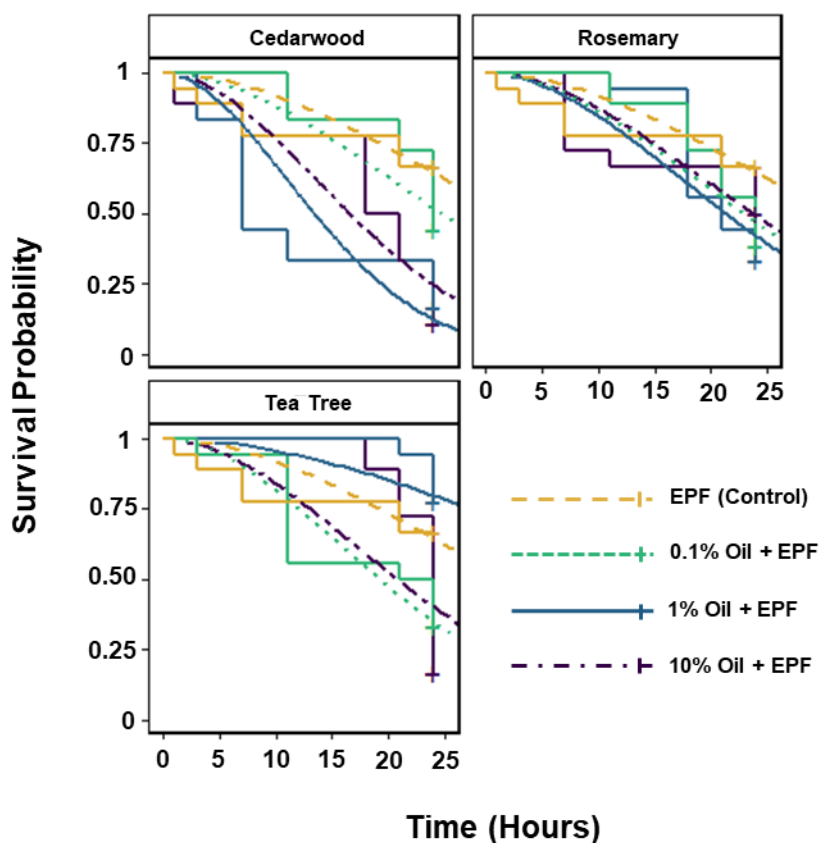 Cedarwood
Rosemary
1
0.75
0.50
0.25
0
0 5 10 15 20 25
Tea Tree
1
0.75
0.50
0.25
0
0 5 10 15 20 25
Survival Probability
EPF (Control)
0.1% Oil + EPF
1% Oil + EPF
10% Oil + EPF
Time (Hours)